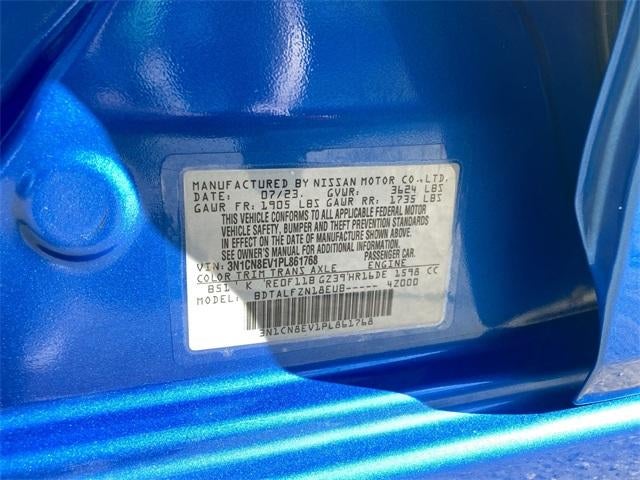 MANUFACTURED BY NISSAN MOTOR CO.,LTD.
DATE: 07/23. GVWR: 3624 LBS
GAWR FR: 1905 LBS GAWR RR: 1735 LBS
THIS VEHICLE CONFORMS TO ALL APPLICABLE FEDERAL MOTOR
VEHICLE SAFETY, BUMPER AND THEFT PREVENTION STANDARDS
IN EFFECT ON THE DATE OF MANUFACTURE SHOWN ABOVE.
SEE OWNER'S MANUAL FOR ADDITIONAL INFORMATION.
VIN: 3N1CN8EV1PL861768 PASSENGER CAR
COLOR TRIM TRANS AXLE ENGINE
B51 K RE0F11B G239 HR16DE 1598 CC
MODEL: BDTALFZN18EUB----- 4Z000
3N1CN8EV1PL861768